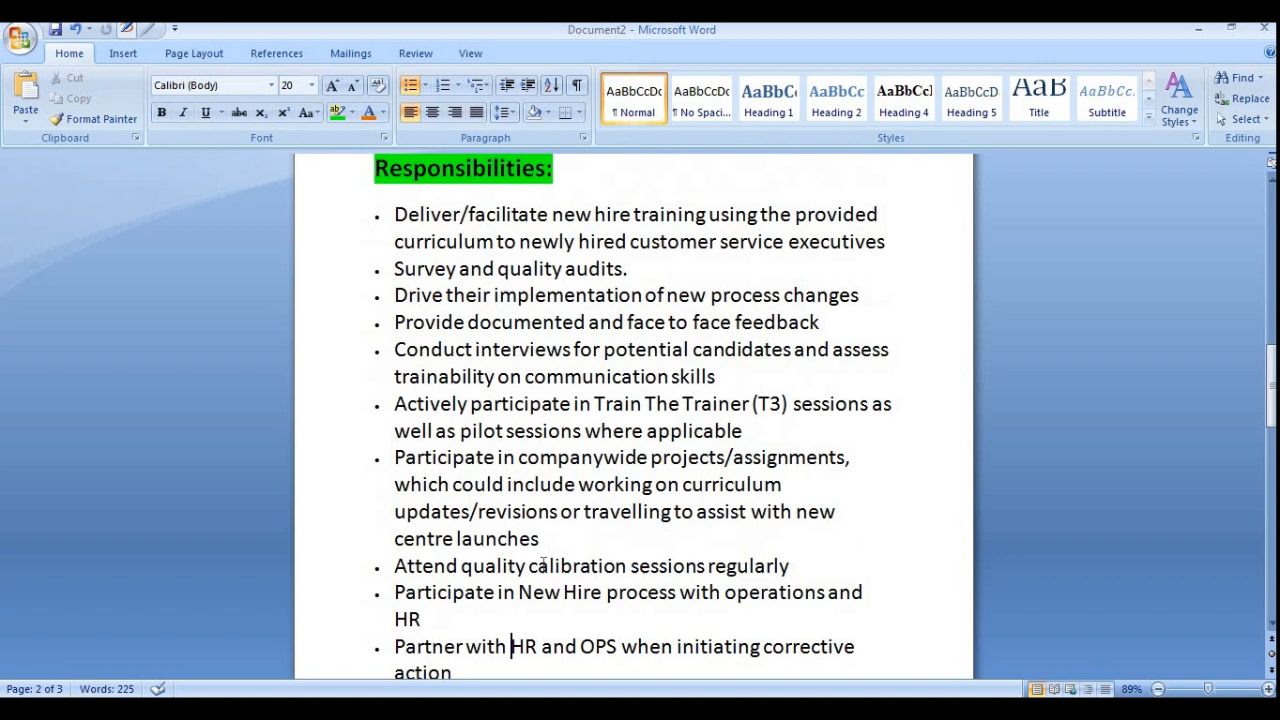 Document2 - Microsoft Word
Home Insert Page Layout References Mailings Review View
Paste
Cut
Copy
Format Painter
Clipboard
Calibri (Body) 20
B I U abc x₂ x² Aa
Font
Paragraph
AaBbCcDc AaBbCcDc AaBbC AaBbCc AaBbCcI AaBbCcD AaB AaBbCc.
¶ Normal ¶ No Spaci... Heading 1 Heading 2 Heading 4 Heading 5 Title Subtitle
Change Styles
Styles
Find
Replace
Select
Editing
Responsibilities:
• Deliver/facilitate new hire training using the provided
curriculum to newly hired customer service executives
• Survey and quality audits.
• Drive their implementation of new process changes
• Provide documented and face to face feedback
• Conduct interviews for potential candidates and assess
trainability on communication skills
• Actively participate in Train The Trainer (T3) sessions as
well as pilot sessions where applicable
• Participate in companywide projects/assignments,
which could include working on curriculum
updates/revisions or travelling to assist with new
centre launches
• Attend quality calibration sessions regularly
• Participate in New Hire process with operations and
HR
• Partner with HR and OPS when initiating corrective
action
Page: 2 of 3 Words: 225 89%